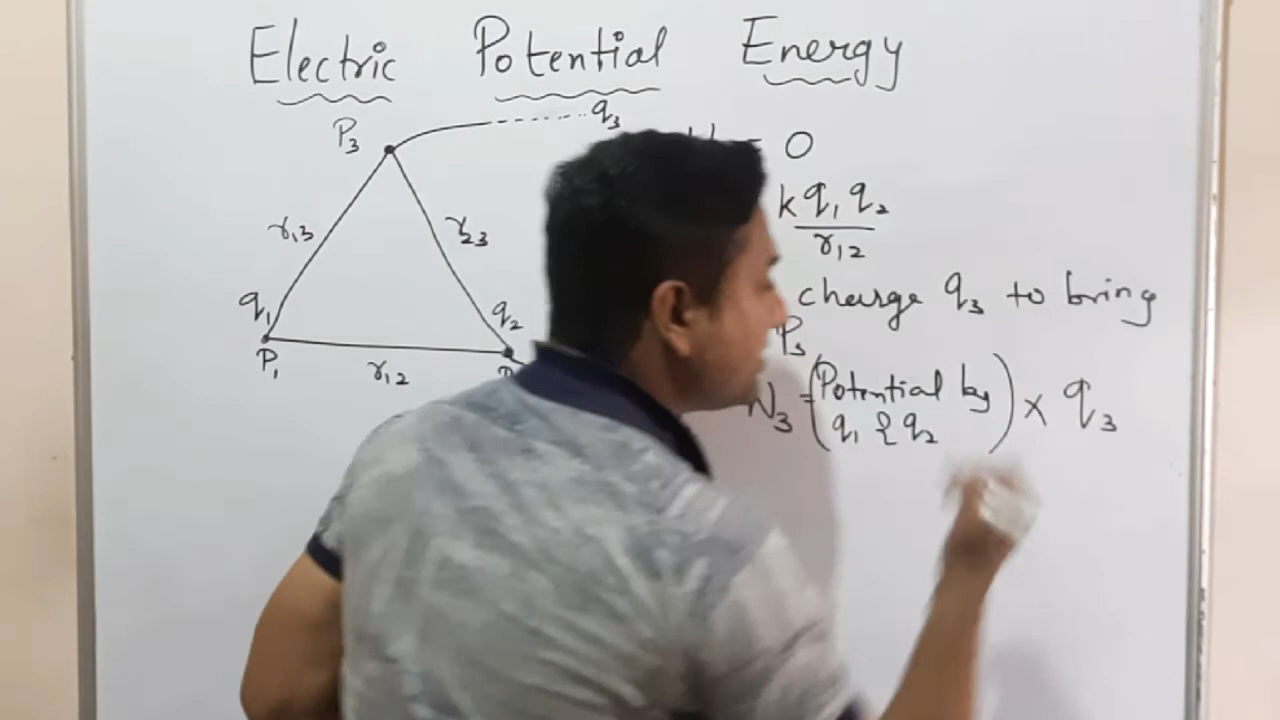 Electric Potential Energy
P3
q3
= 0
r13
r23
k q1 q2
r12
charge q3 to bring
q1
q2
P3
P1
r12
W3 = (Potential by
q1 & q2) × q3